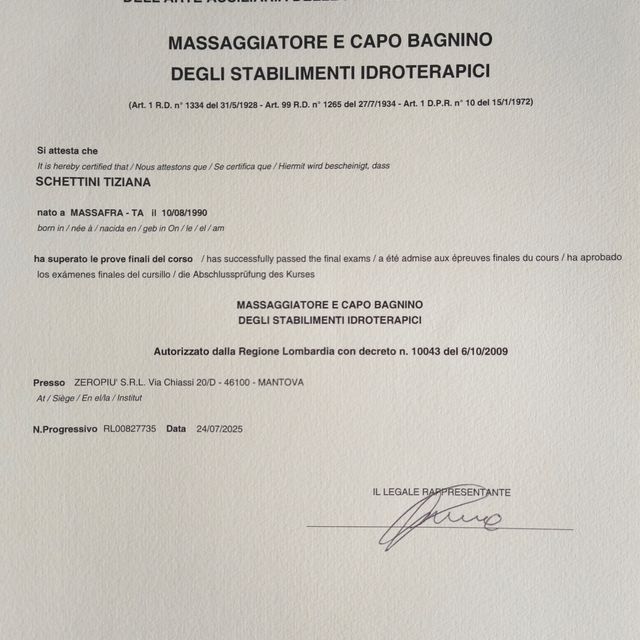 DELL'ARTE AUSILIARIA
MASSAGGIATORE E CAPO BAGNINO
DEGLI STABILIMENTI IDROTERAPICI
(Art. 1 R.D. n° 1334 del 31/5/1928 - Art. 99 R.D. n° 1265 del 27/7/1934 - Art. 1 D.P.R. n° 10 del 15/1/1972)
Si attesta che
It is hereby certified that / Nous attestons que / Se certifica que / Hiermit wird bescheinigt, dass
SCHETTINI TIZIANA
nato a MASSAFRA - TA il 10/08/1990
born in / née à / nacida en / geb in On / le / el / am
ha superato le prove finali del corso / has successfully passed the final exams / a été admise aux épreuves finales du cours / ha aprobado
los exámenes finales del cursillo / die Abschlussprüfung des Kurses
MASSAGGIATORE E CAPO BAGNINO
DEGLI STABILIMENTI IDROTERAPICI
Autorizzato dalla Regione Lombardia con decreto n. 10043 del 6/10/2009
Presso ZEROPIU' S.R.L. Via Chiassi 20/D - 46100 - MANTOVA
At / Siège / En el/la / Institut
N.Progressivo RL00827735 Data 24/07/2025
IL LEGALE RAPPRESENTANTE